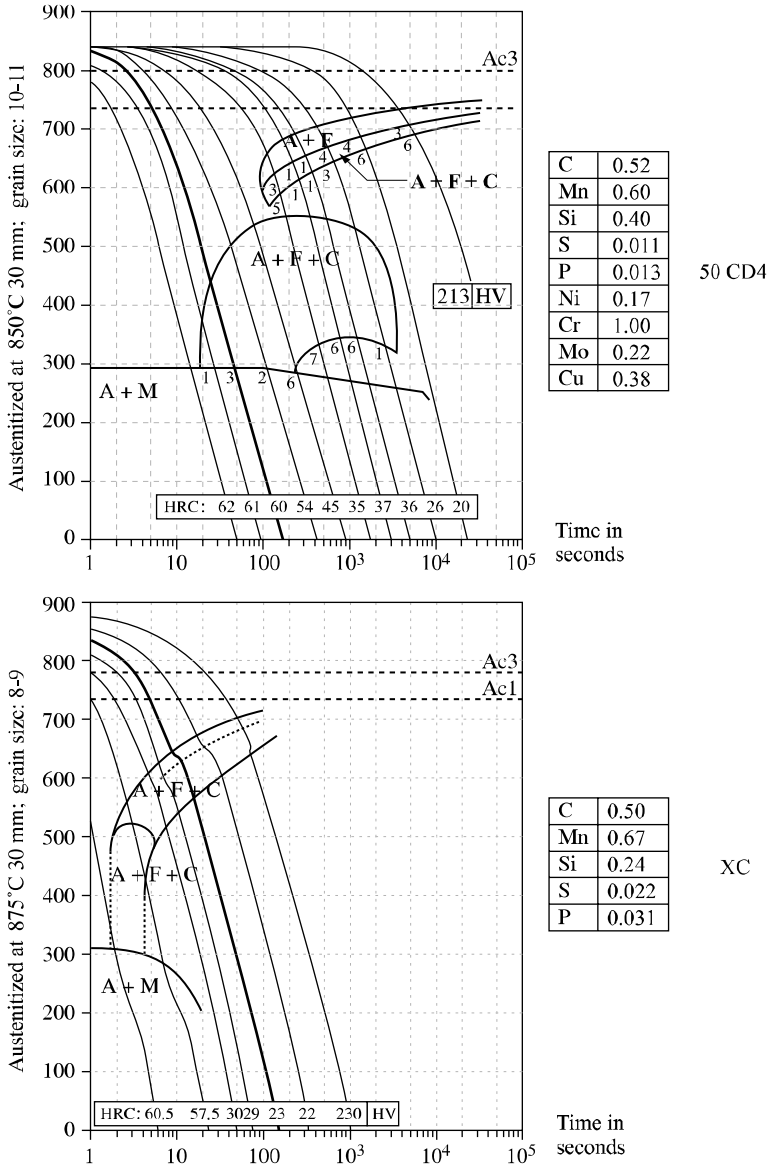 900
800
700
600
500
400
300
200
100
0
Austenitized at 850°C 30 mm; grain size: 10-11
Ac3
A + F
A + F + C
A + F + C
A + M
3 1 1 4 4 3 6
5 1 1 3 6
7 6 6 1
1 3 2 6
213 HV
HRC: 62 61 60 54 45 35 37 36 26 20
1 10 100 10³ 10⁴ 10⁵
Time in
seconds
C 0.52
Mn 0.60
Si 0.40
S 0.011
P 0.013
Ni 0.17
Cr 1.00
Mo 0.22
Cu 0.38
50 CD4
900
800
700
600
500
400
300
200
100
0
Austenitized at 875°C 30 mm; grain size: 8-9
Ac3
Ac1
A + F + C
A + F + C
A + M
HRC: 60.5 57.5 30 29 23 22 230 HV
1 10 100 10³ 10⁴ 10⁵
Time in
seconds
C 0.50
Mn 0.67
Si 0.24
S 0.022
P 0.031
XC